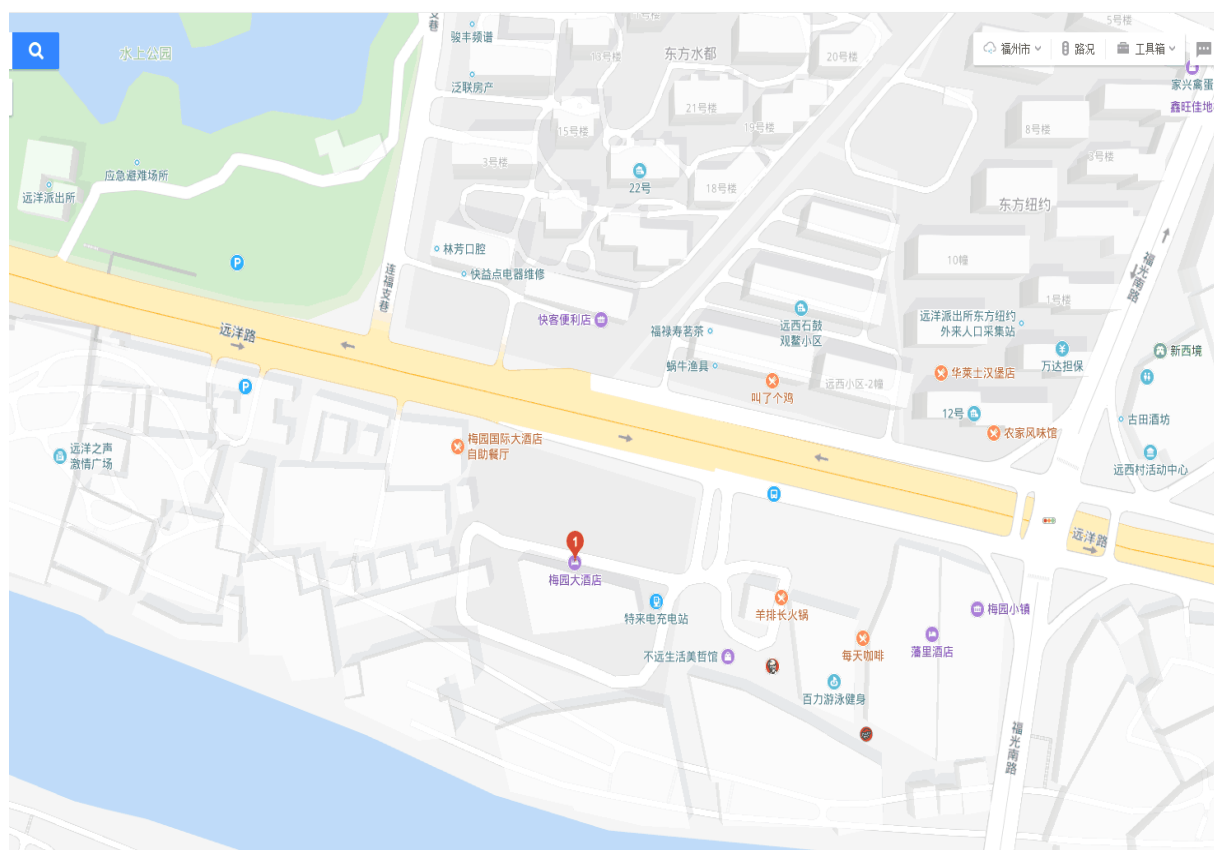 5号楼
骏丰频谱
13号楼
东方水都
20号楼
福州市
路况
工具箱
水上公园
泛联房产
家兴禽蛋
鑫旺佳地
21号楼
15号楼
19号楼
8号楼
3号楼
3号楼
应急避难场所
远洋派出所
22号
18号楼
东方纽约
林芳口腔
快益点电器维修
10幢
连福支巷
福光南路
1号楼
快客便利店
福禄寿茗茶
远西石鼓
观鳌小区
远洋派出所东方纽约
外来人口采集站
远洋路
蜗牛渔具
万达担保
新西境
华莱士汉堡店
叫了个鸡
远西小区-2幢
12号
古田酒坊
农家风味馆
梅园国际大酒店
自助餐厅
远洋之声
激情广场
远西村活动中心
远洋路
1
梅园大酒店
特来电充电站
羊排长火锅
梅园小镇
每天咖啡
藩里酒店
不远生活美哲馆
百力游泳健身
福光南路